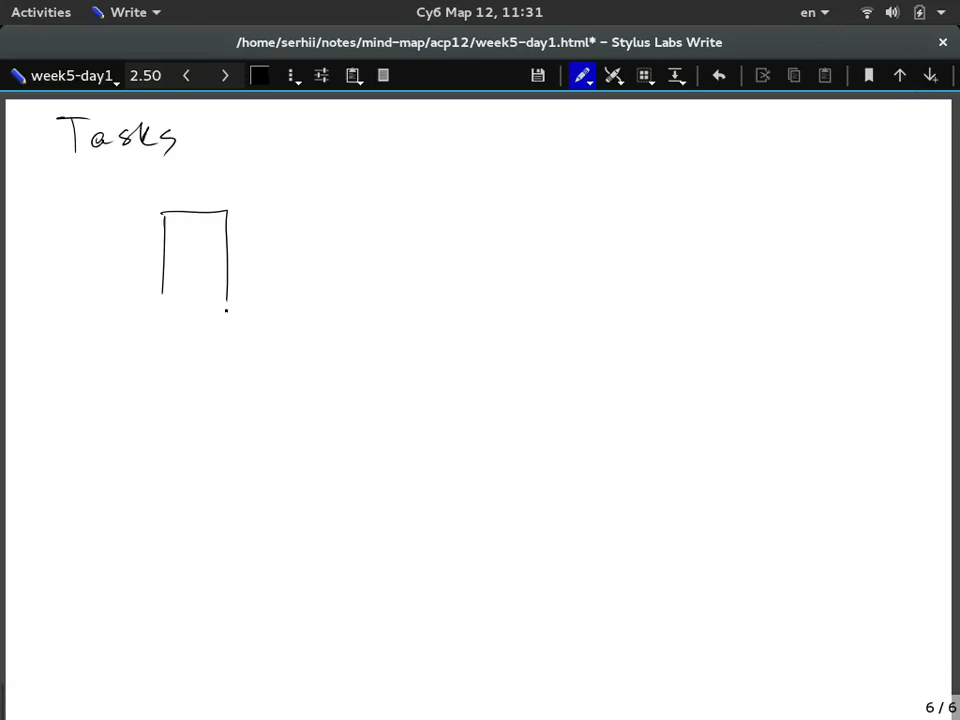 Activities Write Суб Мар 12, 11:31 en
/home/serhii/notes/mind-map/acp12/week5-day1.html* – Stylus Labs Write
week5-day1 2.50
Tasks
6 / 6